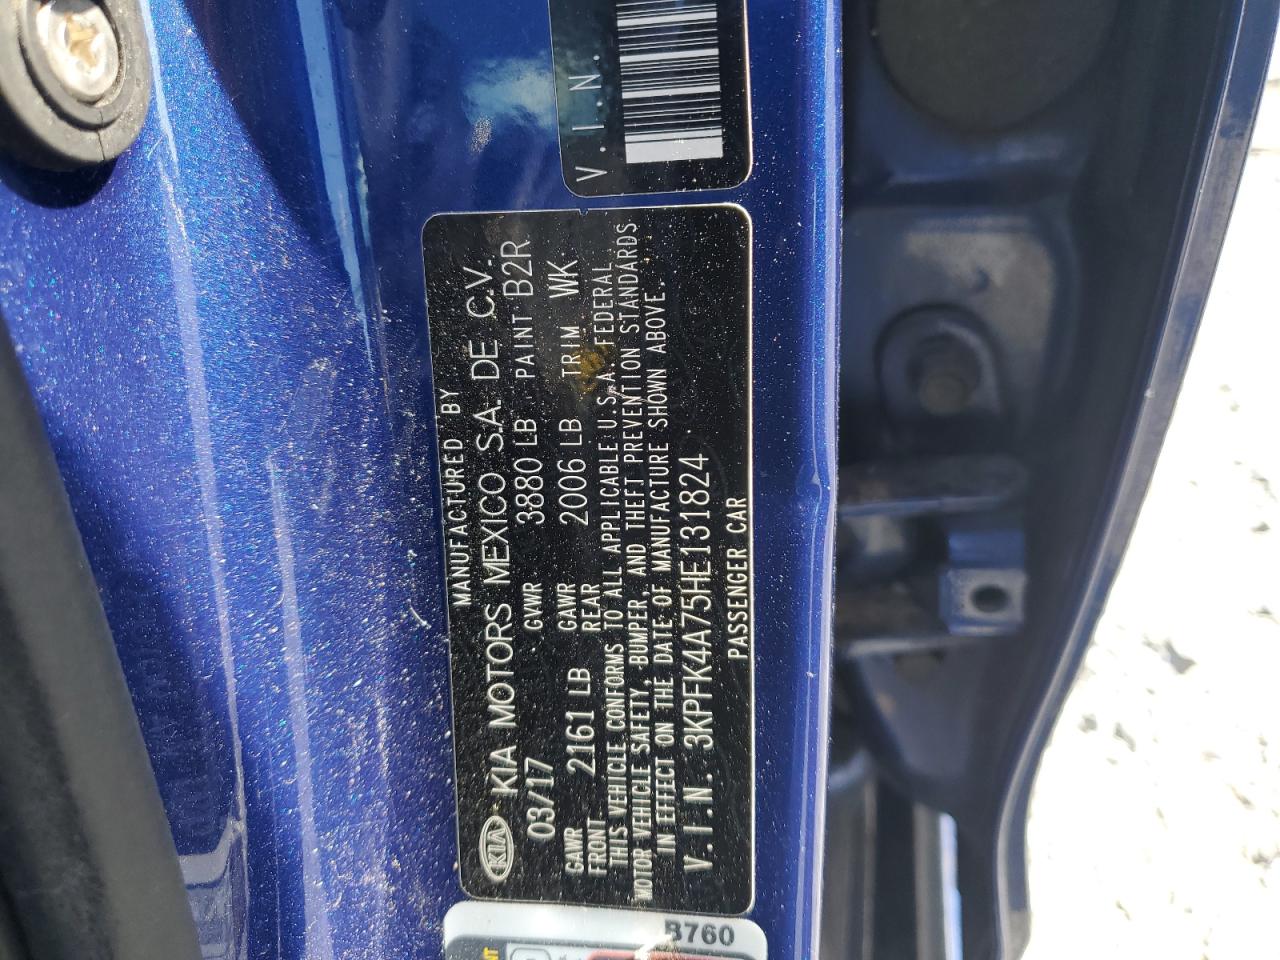 MANUFACTURED BY
KIA KIA MOTORS MEXICO S.A. DE C.V.
03/17 GVWR 3880 LB PAINT B2R
GAWR FRONT 2161 LB GAWR REAR 2006 LB TRIM WK
THIS VEHICLE CONFORMS TO ALL APPLICABLE U.S.A. FEDERAL
MOTOR VEHICLE SAFETY, BUMPER, AND THEFT PREVENTION STANDARDS
IN EFFECT ON THE DATE OF MANUFACTURE SHOWN ABOVE.
V.I.N. 3KPFK4A75HE131824
PASSENGER CAR
V.I.N.
B760